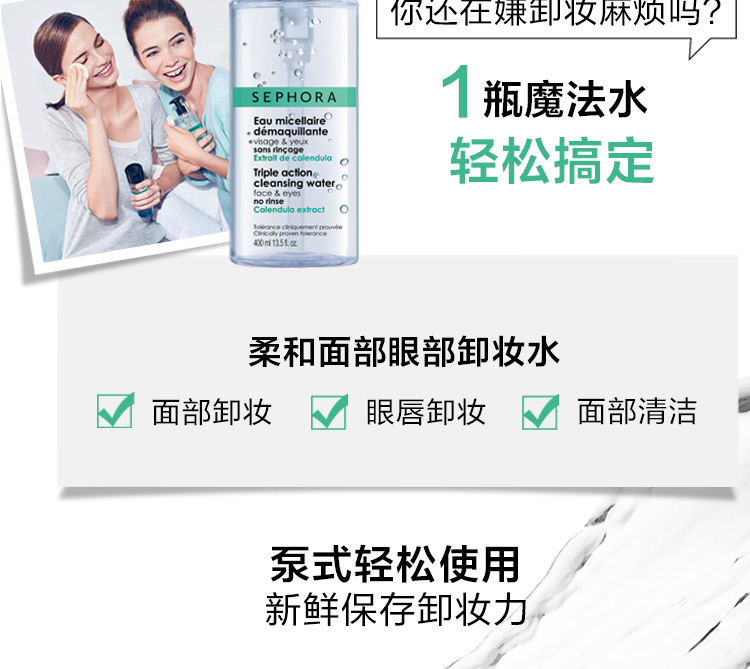 你还在嫌卸妆麻烦吗?
1瓶魔法水
轻松搞定
SEPHORA
Eau micellaire
démaquillante
visage & yeux
sans rinçage
Extrait de calendula
Triple action
cleansing water
face & eyes
no rinse
Calendula extract
Tolérance cliniquement prouvée
Clinically proven tolerance
400 ml 13.5 fl. oz.
柔和面部眼部卸妆水
面部卸妆 眼唇卸妆 面部清洁
泵式轻松使用
新鲜保存卸妆力